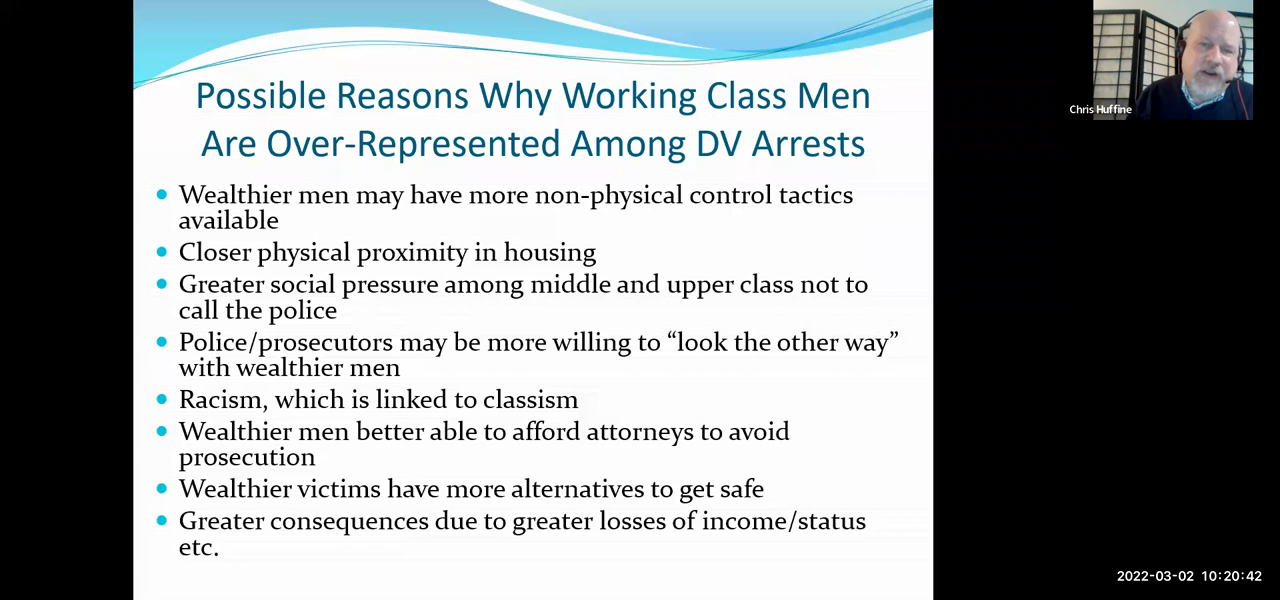 Possible Reasons Why Working Class Men
Are Over-Represented Among DV Arrests
Wealthier men may have more non-physical control tactics
available
Closer physical proximity in housing
Greater social pressure among middle and upper class not to
call the police
Police/prosecutors may be more willing to “look the other way”
with wealthier men
Racism, which is linked to classism
Wealthier men better able to afford attorneys to avoid
prosecution
Wealthier victims have more alternatives to get safe
Greater consequences due to greater losses of income/status
etc.
Chris Huffine
2022-03-02 10:20:42